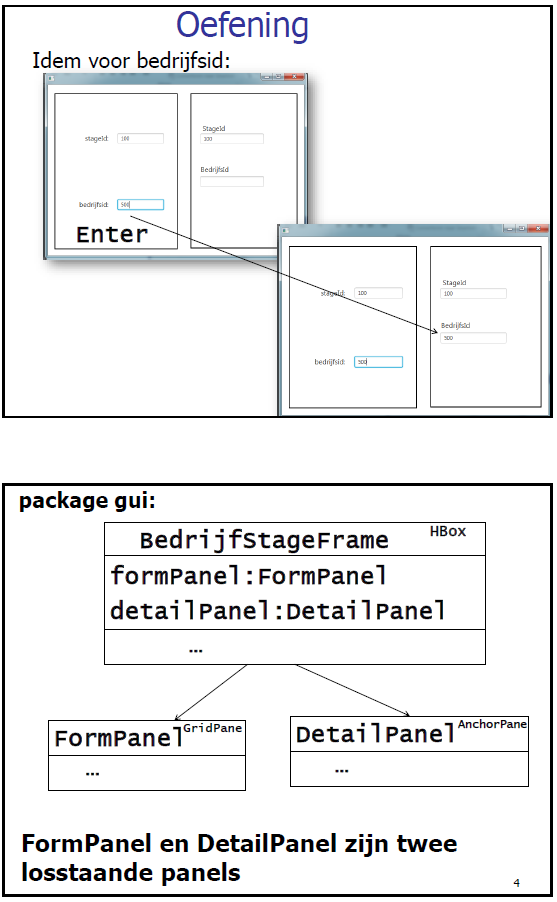 Oefening
Idem voor bedrijfsid:
stageId: 100
bedrijfsid: 500
Enter
StageId
100
BedrijfsId
stageId: 100
bedrijfsid: 500
StageId
100
BedrijfsId
500
package gui:
BedrijfStageFrame HBox
formPanel:FormPanel
detailPanel:DetailPanel
...
FormPanel GridPane
...
DetailPanel AnchorPane
...
FormPanel en DetailPanel zijn twee
losstaande panels
4